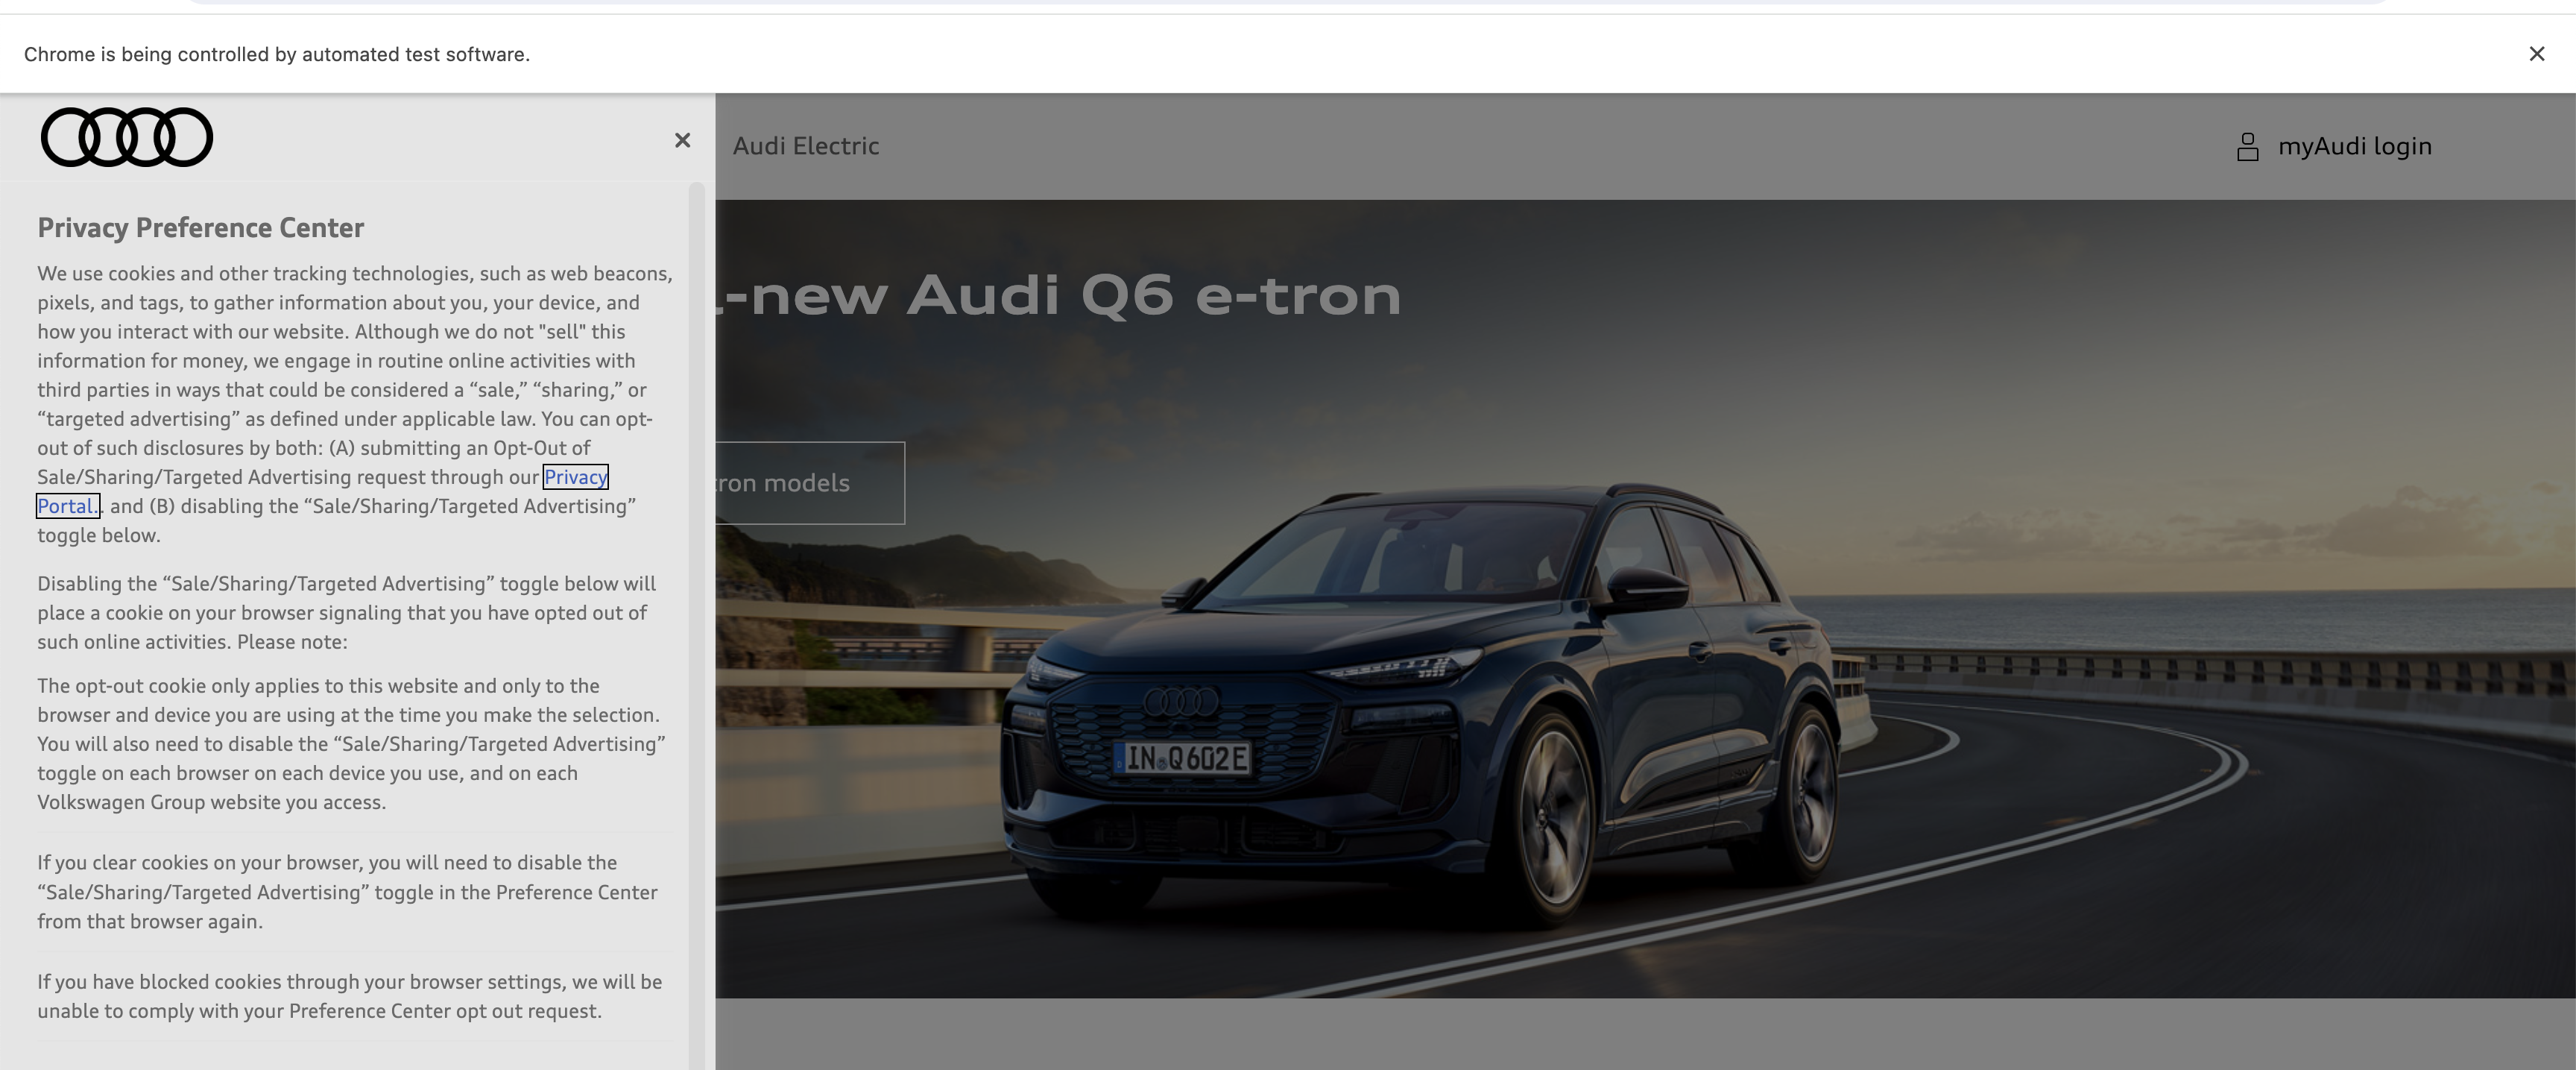 Chrome is being controlled by automated test software.
Audi Electric
myAudi login
Privacy Preference Center
We use cookies and other tracking technologies, such as web beacons,
pixels, and tags, to gather information about you, your device, and
how you interact with our website. Although we do not "sell" this
information for money, we engage in routine online activities with
third parties in ways that could be considered a “sale,” “sharing,” or
“targeted advertising” as defined under applicable law. You can opt-
out of such disclosures by both: (A) submitting an Opt-Out of
Sale/Sharing/Targeted Advertising request through our Privacy
Portal.. and (B) disabling the “Sale/Sharing/Targeted Advertising”
toggle below.
Disabling the “Sale/Sharing/Targeted Advertising” toggle below will
place a cookie on your browser signaling that you have opted out of
such online activities. Please note:
The opt-out cookie only applies to this website and only to the
browser and device you are using at the time you make the selection.
You will also need to disable the “Sale/Sharing/Targeted Advertising”
toggle on each browser on each device you use, and on each
Volkswagen Group website you access.
If you clear cookies on your browser, you will need to disable the
“Sale/Sharing/Targeted Advertising” toggle in the Preference Center
from that browser again.
If you have blocked cookies through your browser settings, we will be
unable to comply with your Preference Center opt out request.
-new Audi Q6 e-tron
tron models
IN Q602E